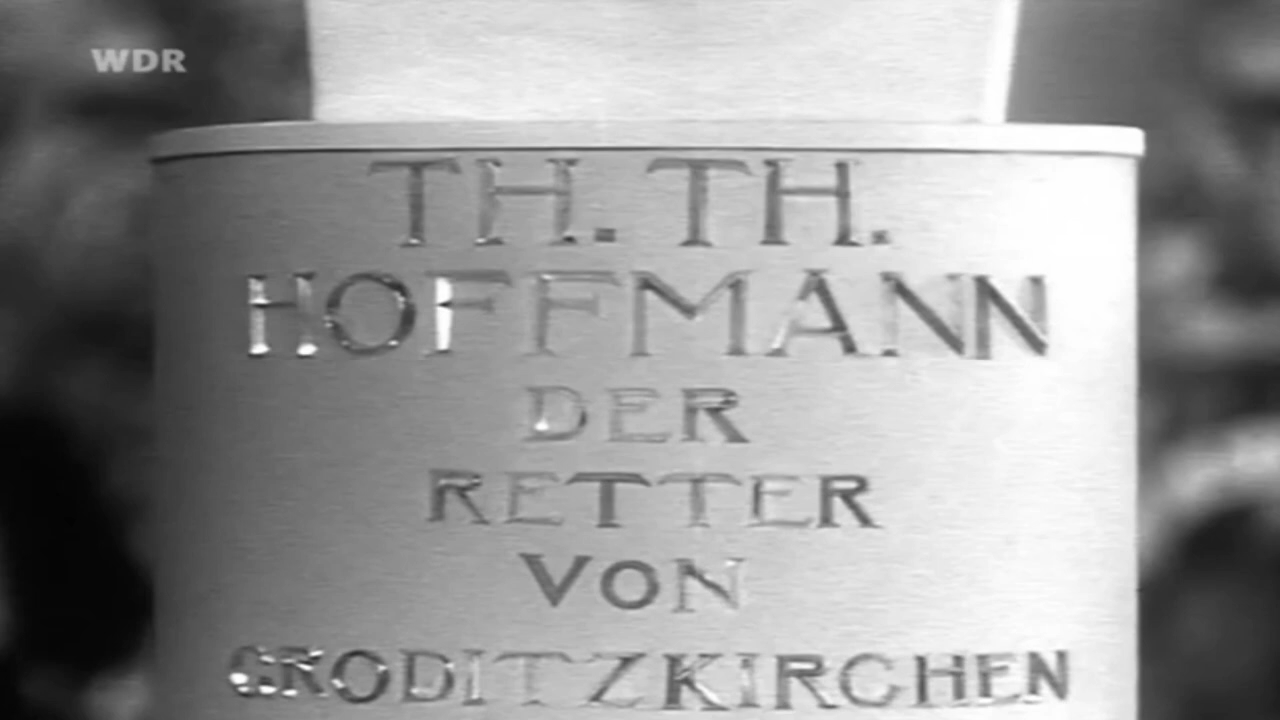 WDR
TH. TH.
HOFFMANN
DER
RETTER
VON
GRODITZKIRCHEN